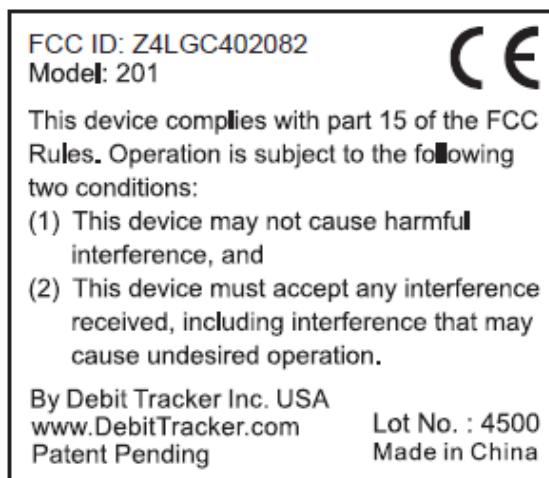 FCC ID: Z4LGC402082
Model: 201
CE
This device complies with part 15 of the FCC
Rules. Operation is subject to the following
two conditions:
(1) This device may not cause harmful
interference, and
(2) This device must accept any interference
received, including interference that may
cause undesired operation.
By Debit Tracker Inc. USA
www.DebitTracker.com
Patent Pending
Lot No. : 4500
Made in China